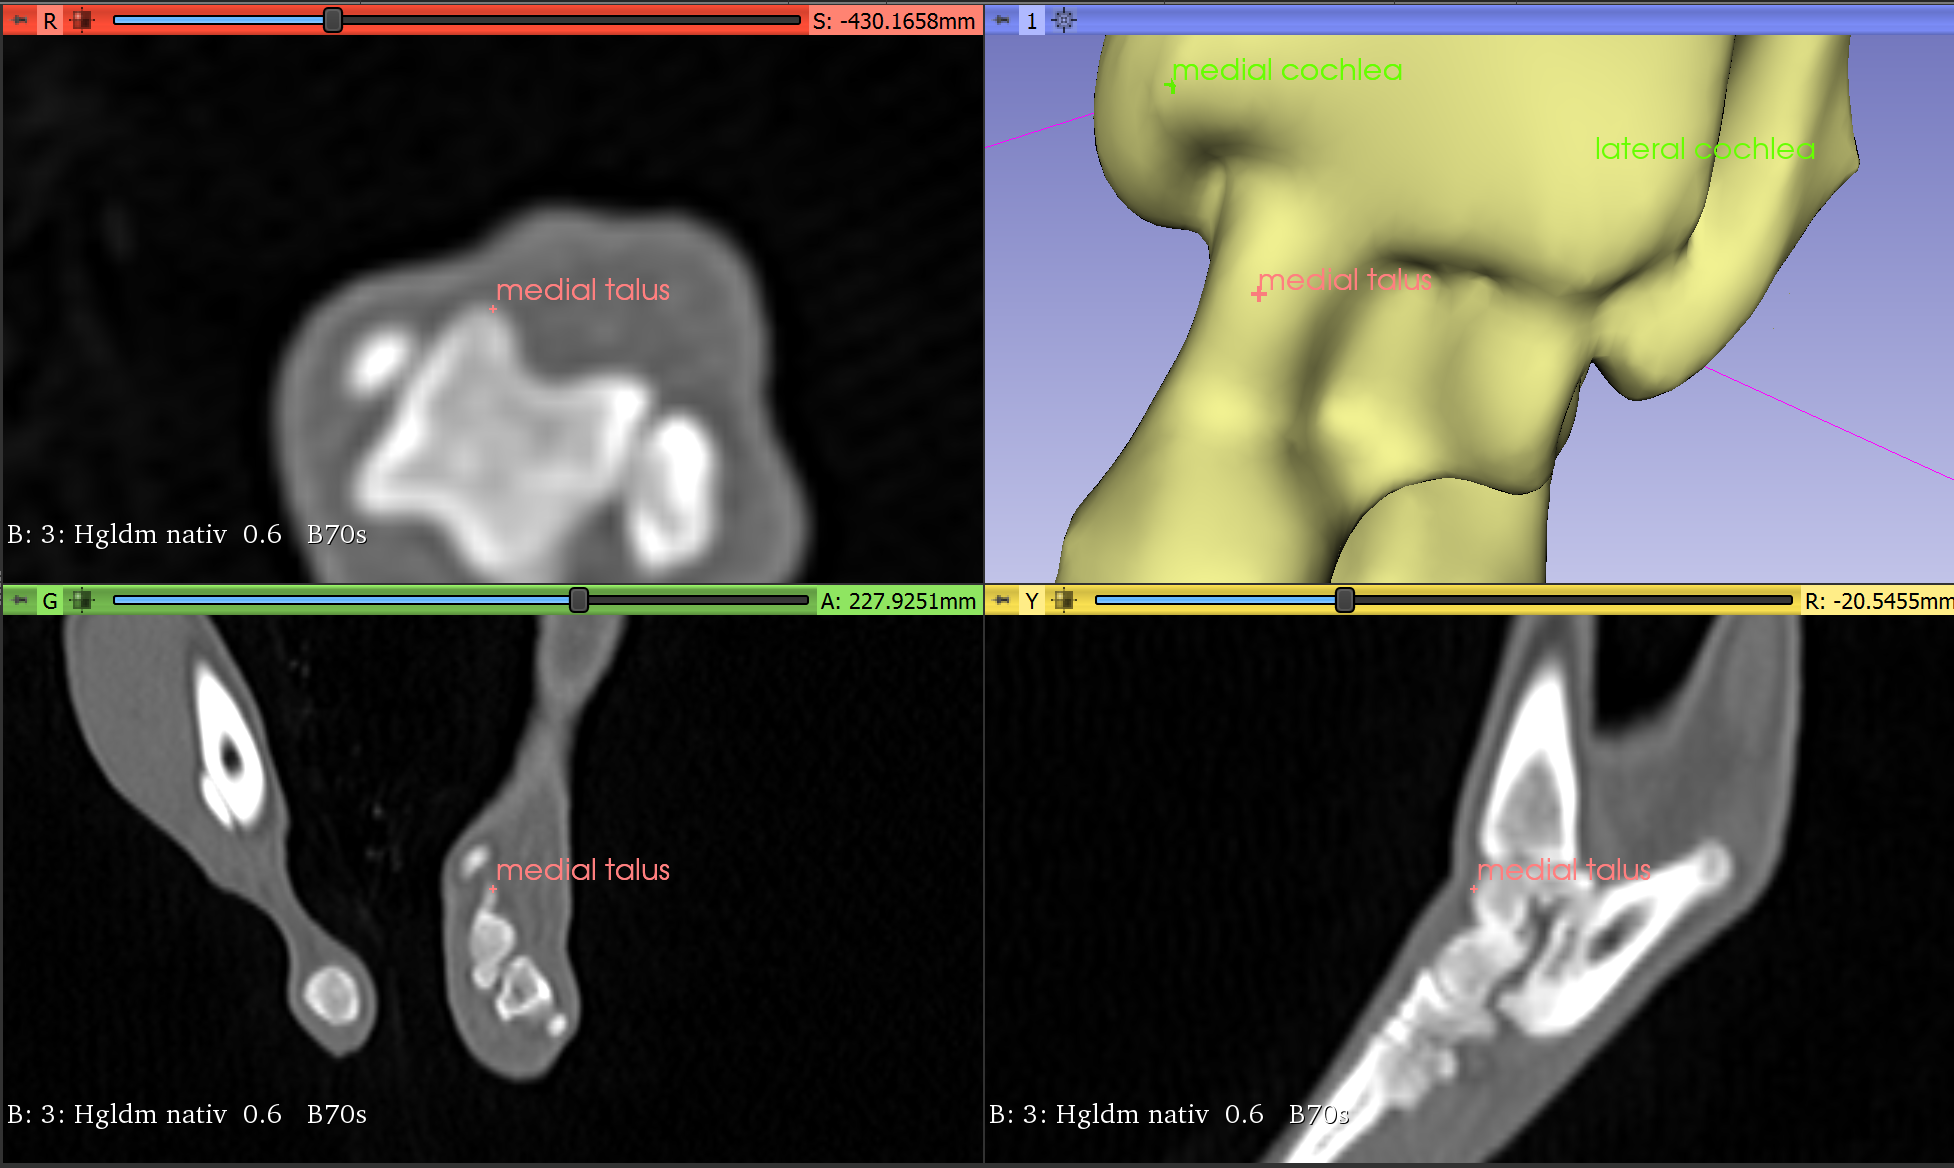 R S: -430.1658mm
medial talus
B: 3: Hgldm nativ 0.6 B70s
1
medial cochlea
lateral cochlea
medial talus
G A: 227.9251mm
medial talus
B: 3: Hgldm nativ 0.6 B70s
Y R: -20.5455mm
medial talus
B: 3: Hgldm nativ 0.6 B70s